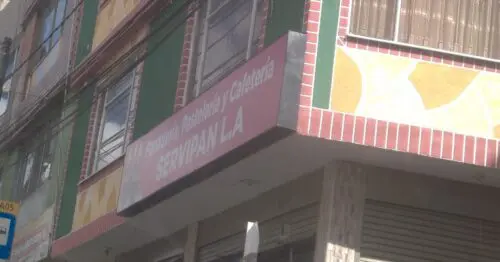 Panadería, Pastelería y Cafetería
SERVIPAN L.A